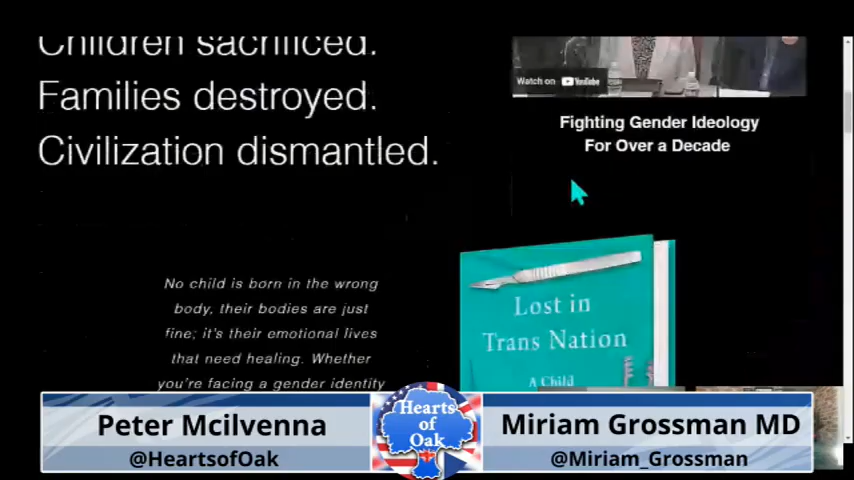 Children sacrificed.
Families destroyed.
Civilization dismantled.
Watch on YouTube
Fighting Gender Ideology
For Over a Decade
No child is born in the wrong
body, their bodies are just
fine; it's their emotional lives
that need healing. Whether
you're facing a gender identity
Lost in
Trans Nation
A Child
Peter Mcilvenna
@HeartsofOak
Hearts
of
Oak
Miriam Grossman MD
@Miriam_Grossman